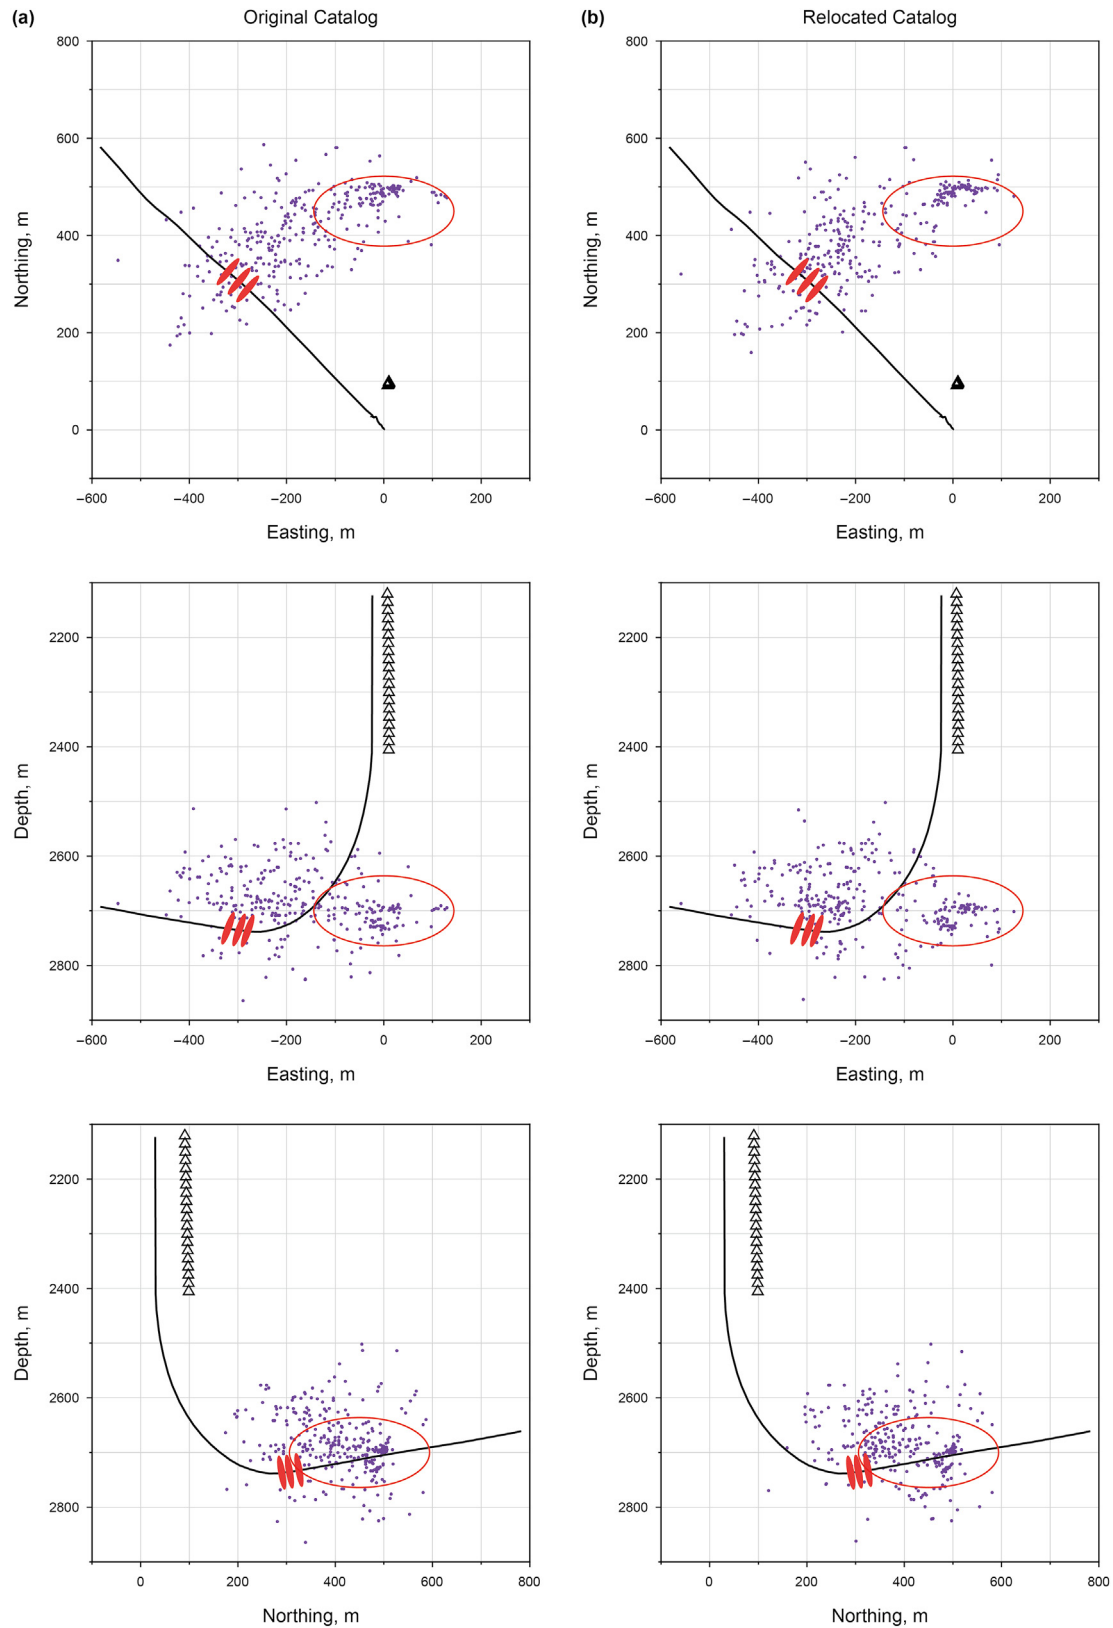 (a) Original Catalog
(b) Relocated Catalog
800
600
400
200
0
Northing, m
−600 −400 −200 0 200
Easting, m
800
600
400
200
0
Northing, m
−600 −400 −200 0 200
Easting, m
2200
2400
2600
2800
Depth, m
−600 −400 −200 0 200
Easting, m
2200
2400
2600
2800
Depth, m
−600 −400 −200 0 200
Easting, m
2200
2400
2600
2800
Depth, m
0 200 400 600 800
Northing, m
2200
2400
2600
2800
Depth, m
0 200 400 600 800
Northing, m